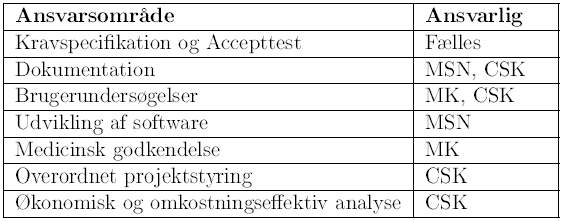 Ansvarsområde Ansvarlig
Kravspecifikation og Accepttest Fælles
Dokumentation MSN, CSK
Brugerundersøgelser MK, CSK
Udvikling af software MSN
Medicinsk godkendelse MK
Overordnet projektstyring CSK
Økonomisk og omkostningseffektiv analyse CSK